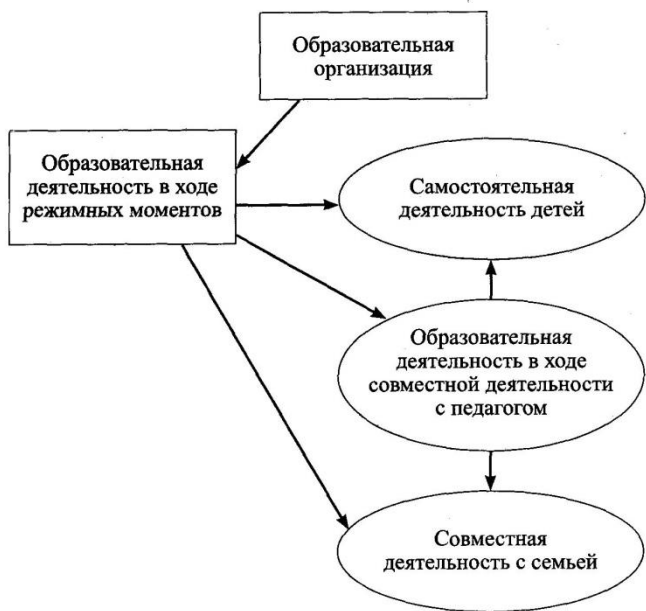 Образовательная
организация
Образовательная
деятельность в ходе
режимных моментов
Самостоятельная
деятельность детей
Образовательная
деятельность в ходе
совместной деятельности
с педагогом
Совместная
деятельность с семьей